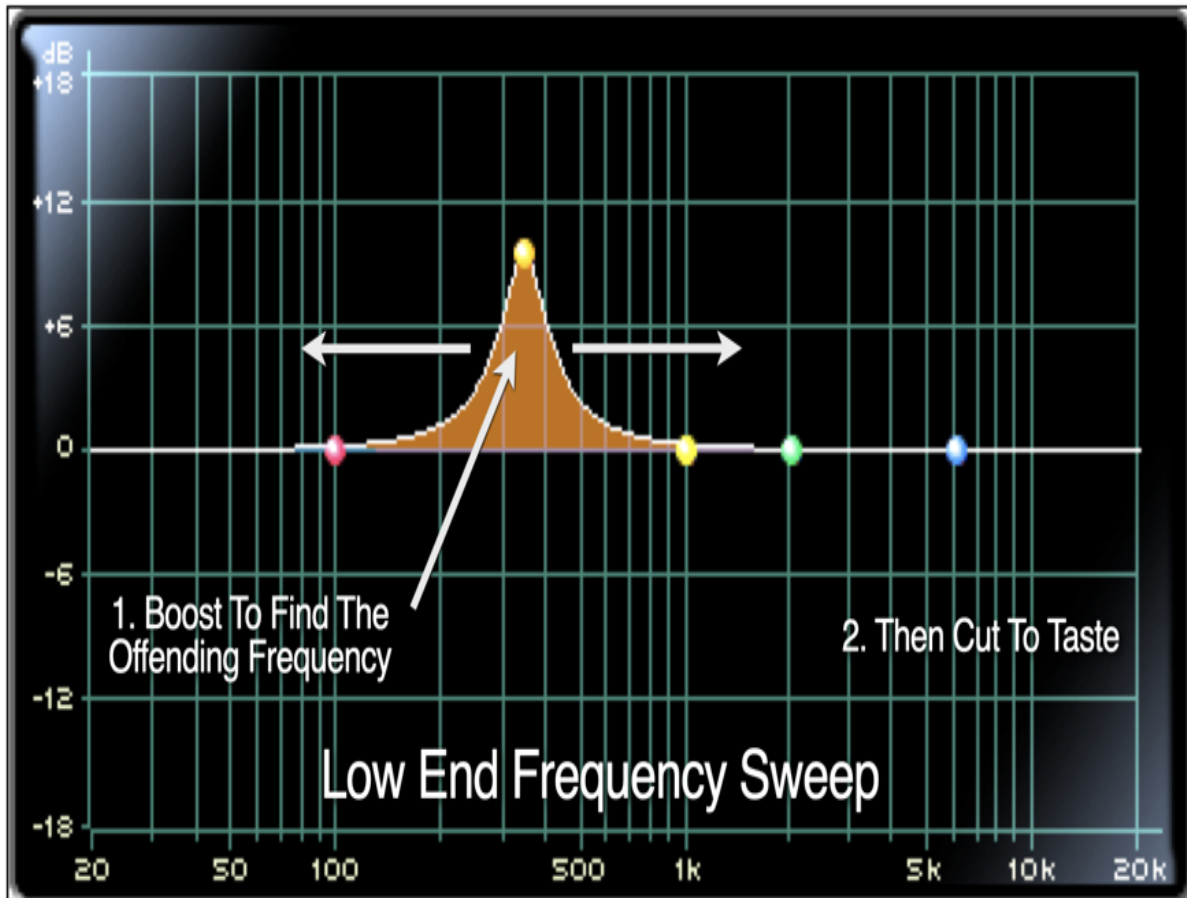 dB
+18
+12
+6
0
-6
-12
-18
1. Boost To Find The
Offending Frequency
2. Then Cut To Taste
Low End Frequency Sweep
20 50 100 500 1k 5k 10k 20k